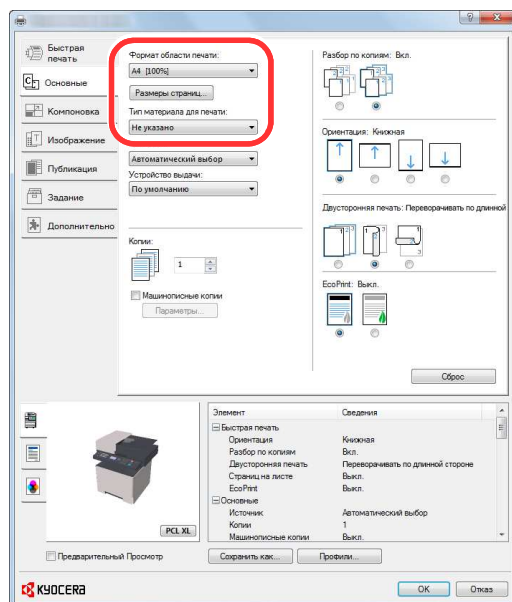 Быстрая
печать
Основные
Компоновка
Изображение
Публикация
Задание
Дополнительно
Формат области печати:
A4 [100%]
Размеры страниц...
Тип материала для печати:
Не указано
Автоматический выбор
Устройство выдачи:
По умолчанию
Копии:
1
Машинописные копии
Параметры...
Разбор по копиям: Вкл.
Ориентация: Книжная
Двусторонняя печать: Переворачивать по длинной
EcoPrint: Выкл.
Сброс
PCL XL
Предварительный Просмотр
Элемент Сведения
Быстрая печать
Ориентация Книжная
Разбор по копиям Вкл.
Двусторонняя печать Переворачивать по длинной стороне
Страниц на листе Выкл.
EcoPrint Выкл.
Основные
Источник Автоматический выбор
Копии 1
Машинописные копии Выкл.
Сохранить как... Профили...
KYOCERA
OK Отказ